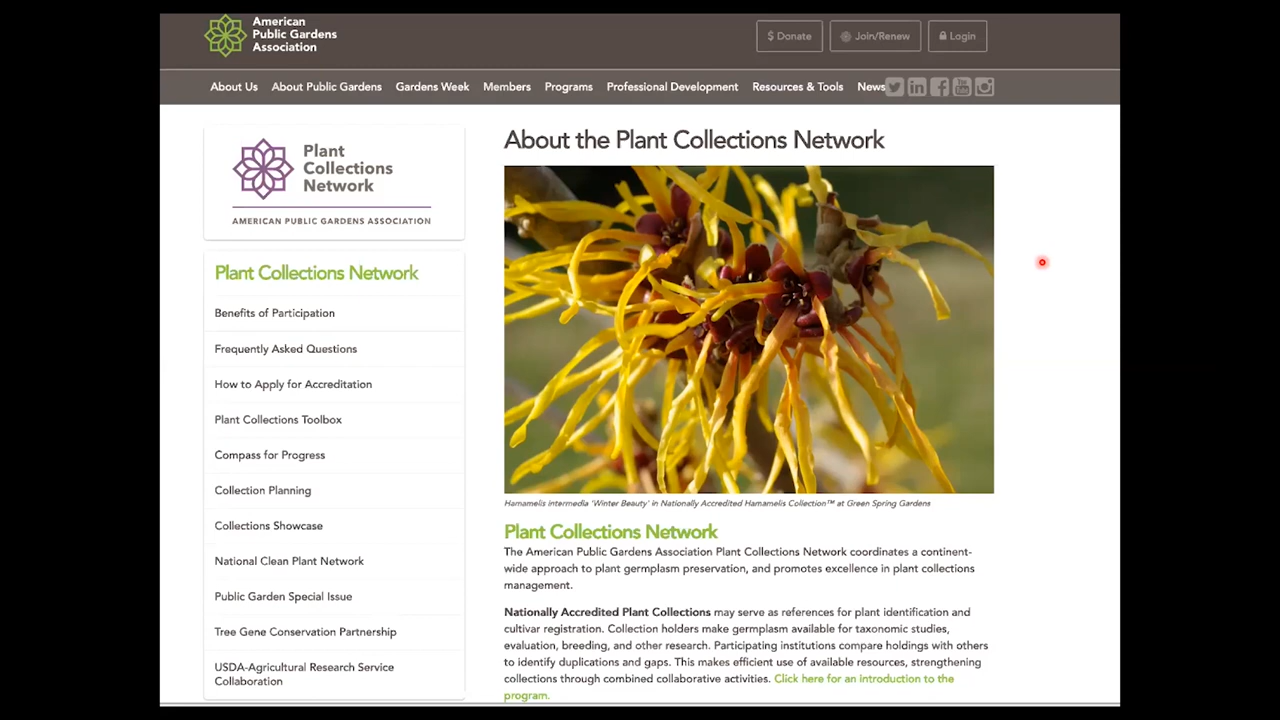 American
Public Gardens
Association
$ Donate
Join/Renew
Login
About Us
About Public Gardens
Gardens Week
Members
Programs
Professional Development
Resources & Tools
News
Plant
Collections
Network
AMERICAN PUBLIC GARDENS ASSOCIATION
Plant Collections Network
Benefits of Participation
Frequently Asked Questions
How to Apply for Accreditation
Plant Collections Toolbox
Compass for Progress
Collection Planning
Collections Showcase
National Clean Plant Network
Public Garden Special Issue
Tree Gene Conservation Partnership
USDA-Agricultural Research Service
Collaboration
About the Plant Collections Network
Hamamelis intermedia 'Winter Beauty' in Nationally Accredited Hamamelis Collection™ at Green Spring Gardens
Plant Collections Network
The American Public Gardens Association Plant Collections Network coordinates a continent-
wide approach to plant germplasm preservation, and promotes excellence in plant collections
management.
Nationally Accredited Plant Collections may serve as references for plant identification and
cultivar registration. Collection holders make germplasm available for taxonomic studies,
evaluation, breeding, and other research. Participating institutions compare holdings with others
to identify duplications and gaps. This makes efficient use of available resources, strengthening
collections through combined collaborative activities. Click here for an introduction to the
program.